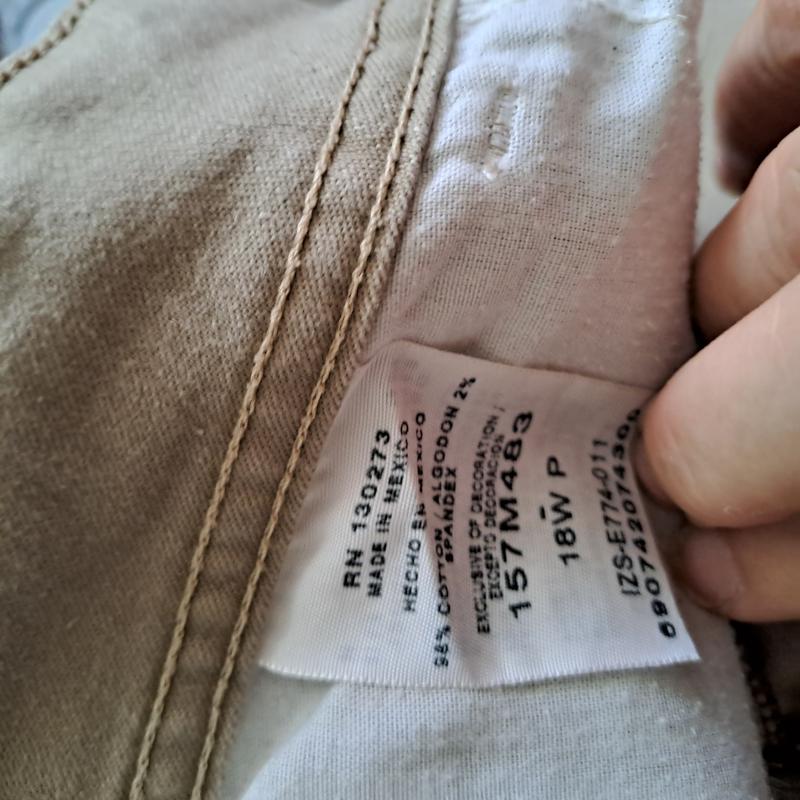 RN 130273
MADE IN MEXICO
HECHO EN MEXICO
98% COTTON / ALGODON 2%
SPANDEX
EXCLUSIVE OF DECORATION /
EXCEPTO DECORACION
157M483
18W P
IZS-E774-011